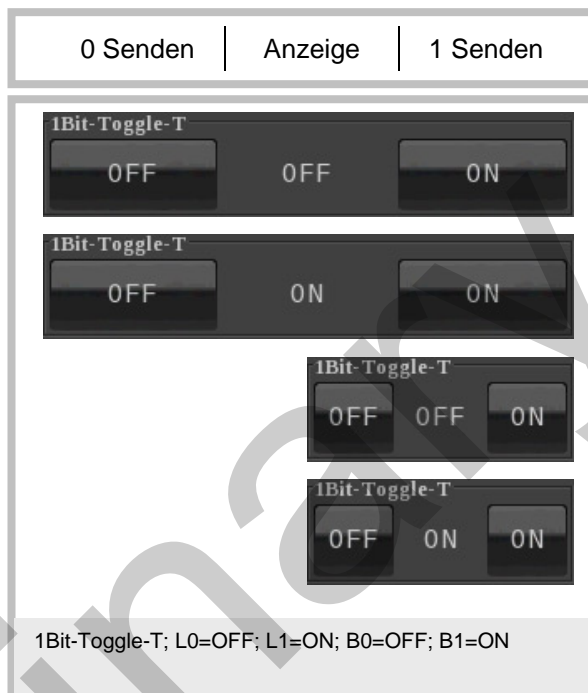 0 Senden Anzeige 1 Senden
1Bit-Toggle-T
OFF OFF ON
1Bit-Toggle-T
OFF ON ON
1Bit-Toggle-T
OFF OFF ON
1Bit-Toggle-T
OFF ON ON
1Bit-Toggle-T; L0=OFF; L1=ON; B0=OFF; B1=ON